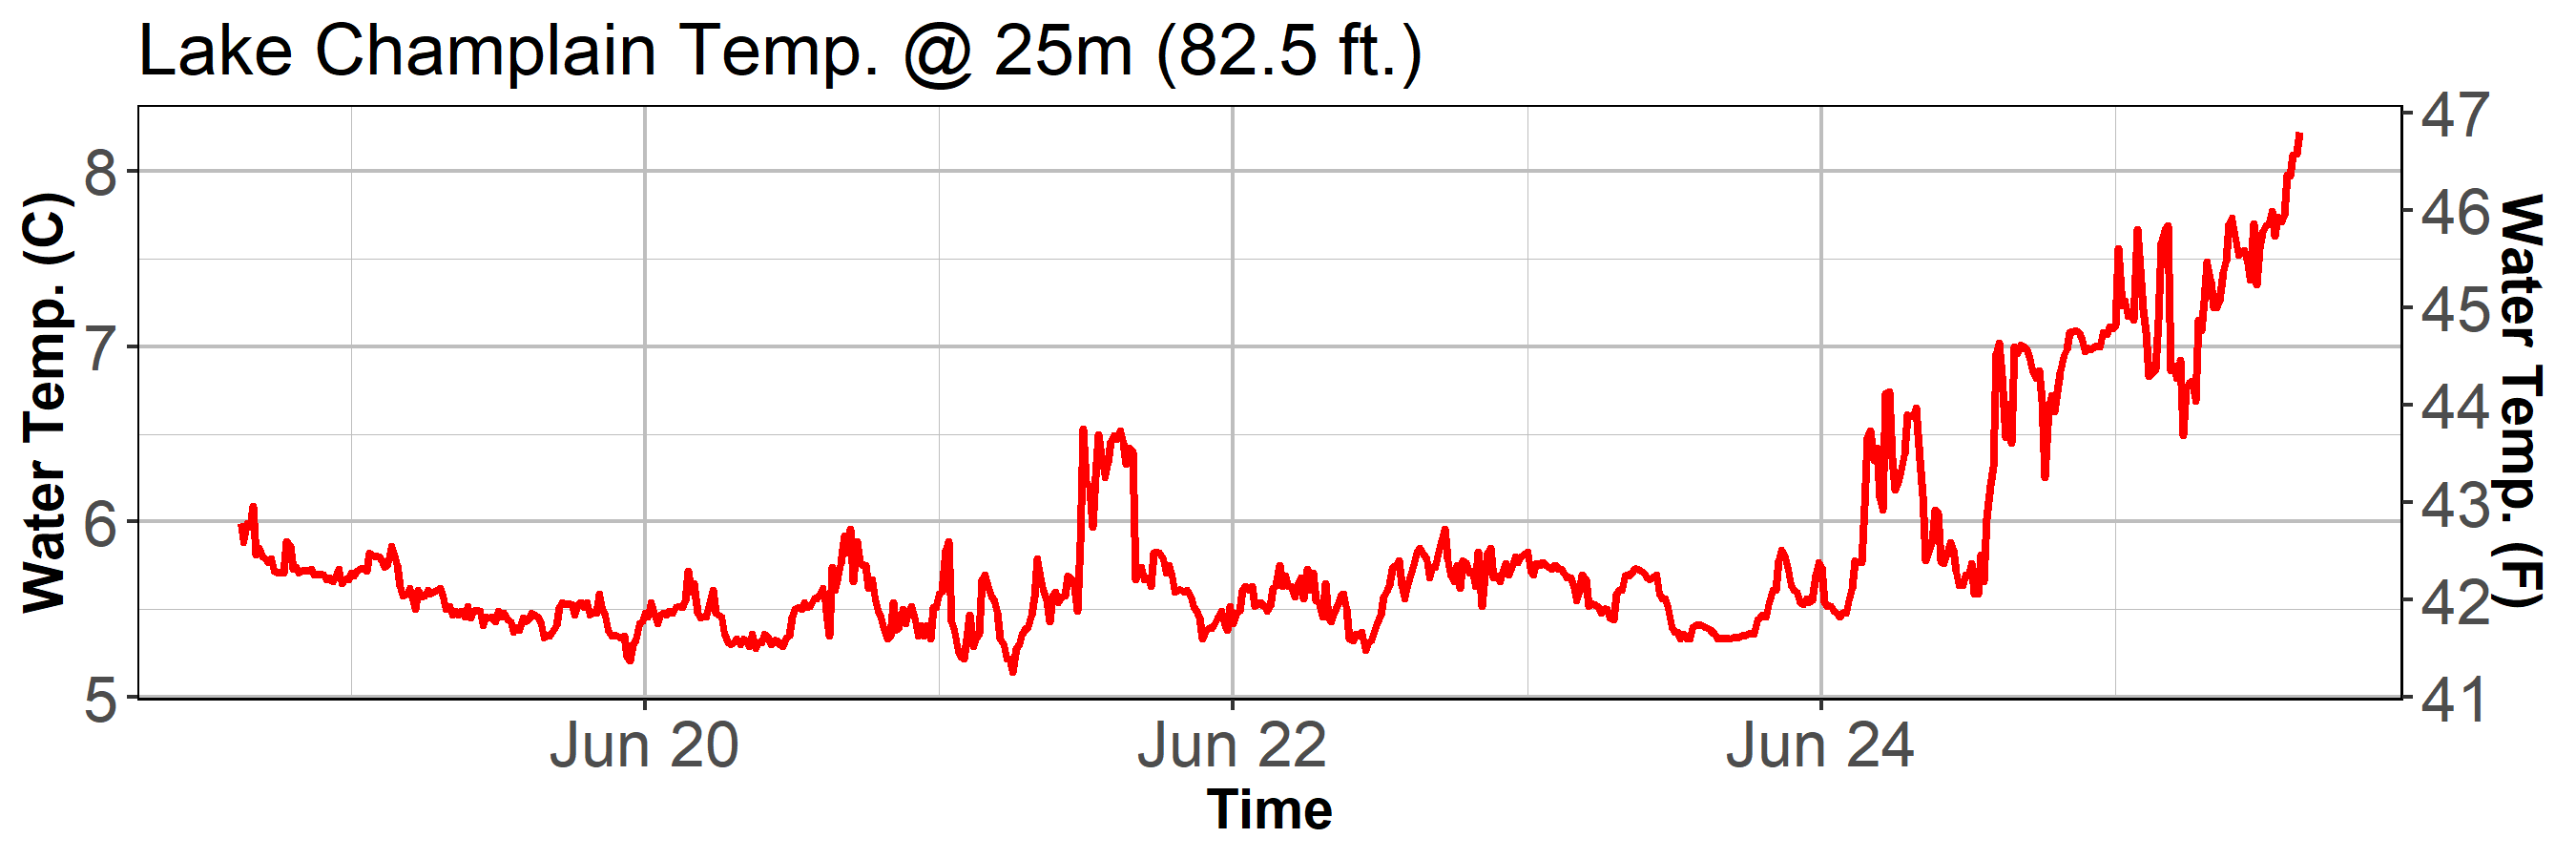 Lake Champlain Temp. @ 25m (82.5 ft.)
Water Temp. (C)
8
7
6
5
47
46
45
44
43
42
41
Water Temp. (F)
Jun 20
Jun 22
Jun 24
Time